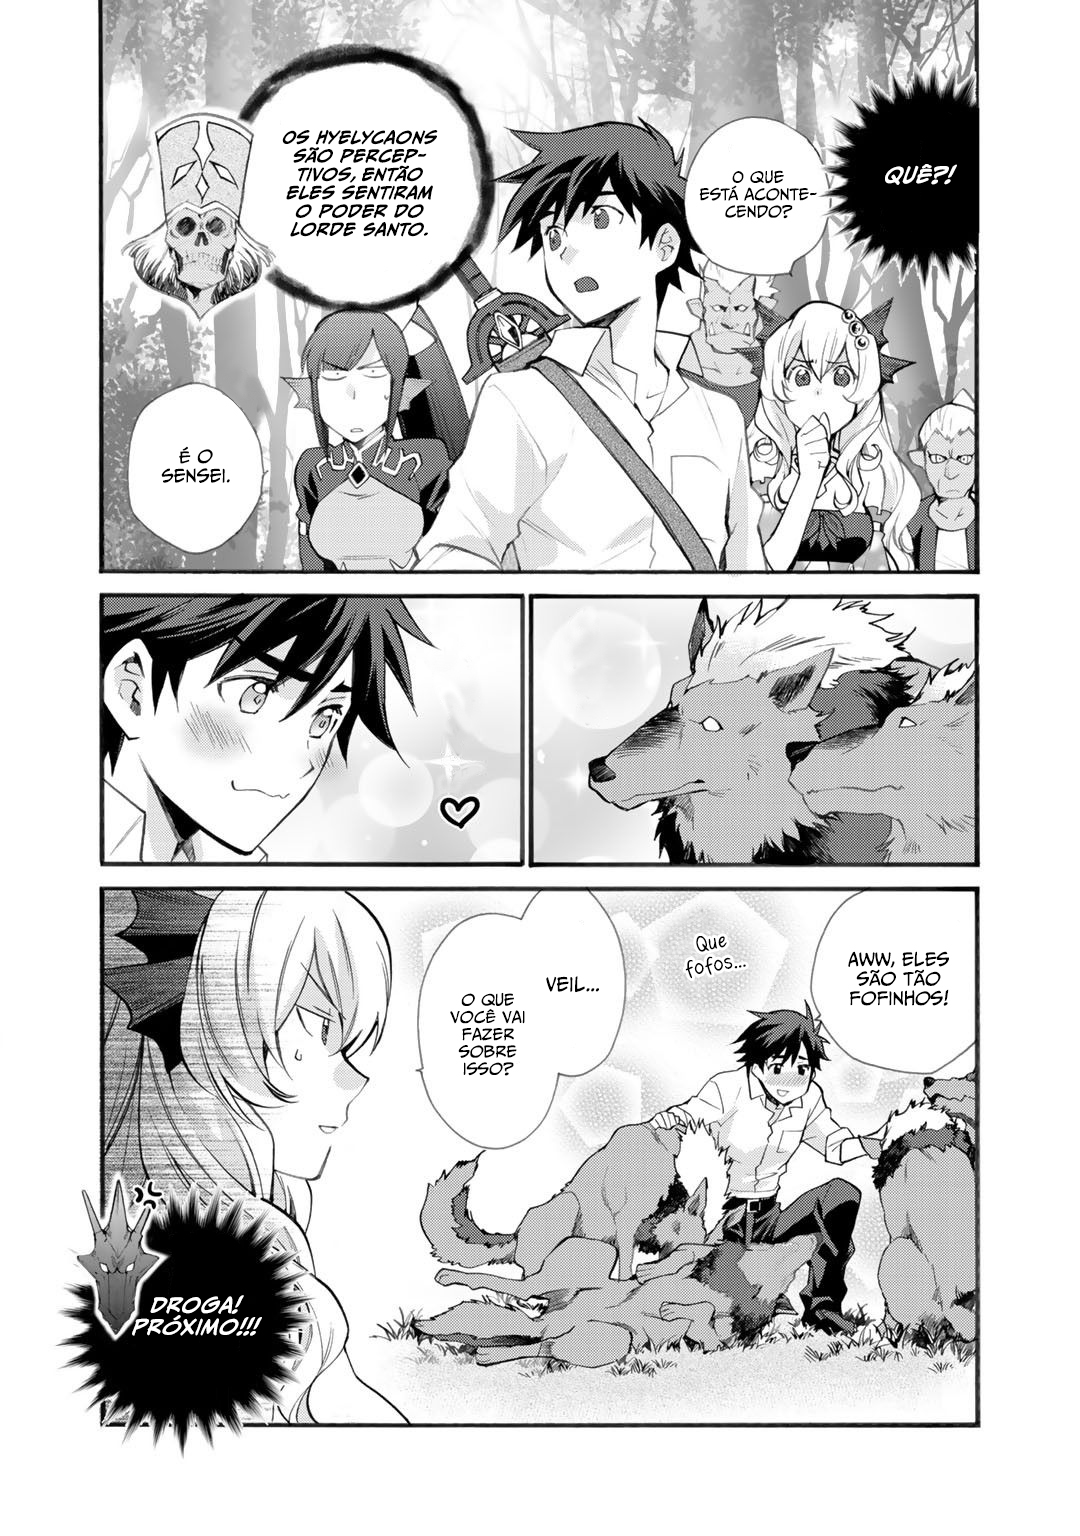 QUÊ?!
O QUE
ESTÁ ACONTE-
CENDO?
OS HYELYCAONS
SÃO PERCEP-
TIVOS, ENTÃO
ELES SENTIRAM
O PODER DO
LORDE SANTO.
É O
SENSEI.
AWW, ELES
SÃO TÃO
FOFINHOS!
Que
fofos...
VEIL...
O QUE
VOCÊ VAI
FAZER
SOBRE
ISSO?
DROGA!
PRÓXIMO!!!